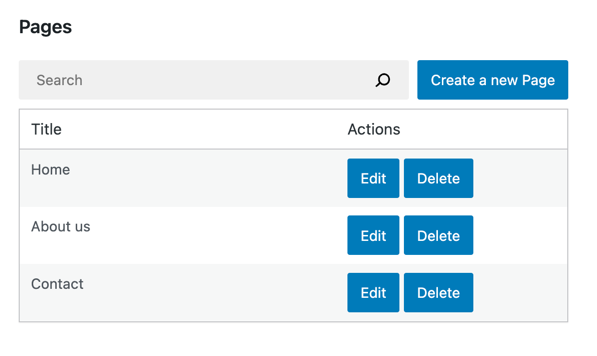 Pages
Search Create a new Page
Title Actions
Home Edit Delete
About us Edit Delete
Contact Edit Delete